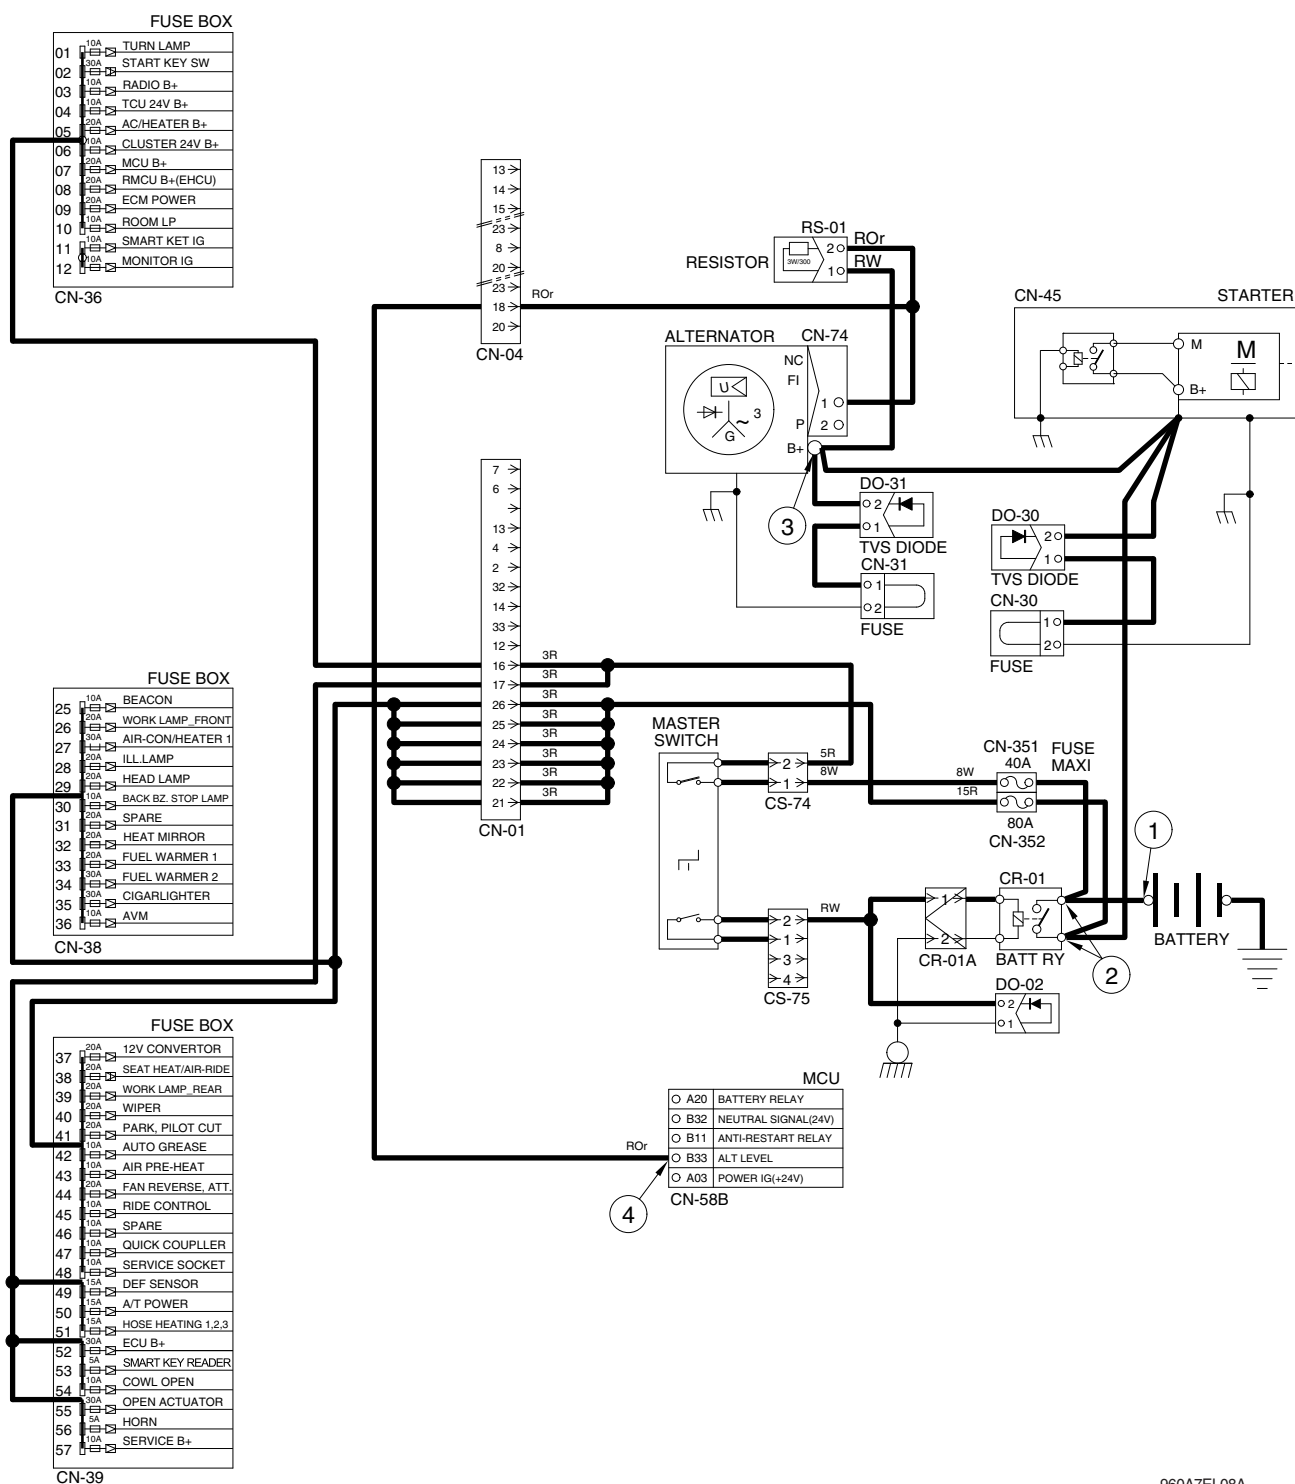 FUSE BOX
01 10A TURN LAMP
02 30A START KEY SW
03 10A RADIO B+
04 10A TCU 24V B+
05 20A AC/HEATER B+
06 10A CLUSTER 24V B+
07 20A MCU B+
08 20A RMCU B+(EHCU)
09 20A ECM POWER
10 10A ROOM LP
11 10A SMART KET IG
12 10A MONITOR IG
CN-36
13
14
15
23
8
20
23
18 ROr
20
CN-04
RS-01
RESISTOR
3W/300
2 ROr
1 RW
ALTERNATOR CN-74
NC
FI
1
P 2
B+
U
3
G
~
3
CN-45 STARTER
M
M
B+
DO-31
2
1
TVS DIODE
CN-31
1
2
FUSE
DO-30
2
1
TVS DIODE
CN-30
1
2
FUSE
7
6
13
4
2
32
14
33
12
16 3R
17 3R
26 3R
25 3R
24 3R
23 3R
22 3R
21 3R
CN-01
FUSE BOX
25 10A BEACON
26 20A WORK LAMP_FRONT
27 30A AIR-CON/HEATER 1
28 20A ILL.LAMP
29 20A HEAD LAMP
30 10A BACK BZ. STOP LAMP
31 20A SPARE
32 20A HEAT MIRROR
33 20A FUEL WARMER 1
34 30A FUEL WARMER 2
35 30A CIGARLIGHTER
36 10A AVM
CN-38
MASTER
SWITCH
2 5R
1 8W
CS-74
CN-351 FUSE
40A MAXI
8W
15R
80A
CN-352
1
BATTERY
2 RW
1
3
4
CS-75
1
2
CR-01A
CR-01
BATT RY
2
DO-02
2
1
FUSE BOX
37 20A 12V CONVERTOR
38 20A SEAT HEAT/AIR-RIDE
39 20A WORK LAMP_REAR
40 20A WIPER
41 20A PARK, PILOT CUT
42 10A AUTO GREASE
43 10A AIR PRE-HEAT
44 20A FAN REVERSE, ATT.
45 10A RIDE CONTROL
46 10A SPARE
47 10A QUICK COUPLLER
48 10A SERVICE SOCKET
49 15A DEF SENSOR
50 15A A/T POWER
51 15A HOSE HEATING 1,2,3
52 30A ECU B+
53 5A SMART KEY READER
54 10A COWL OPEN
55 30A OPEN ACTUATOR
56 5A HORN
57 10A SERVICE B+
CN-39
MCU
A20 BATTERY RELAY
B32 NEUTRAL SIGNAL(24V)
B11 ANTI-RESTART RELAY
ROr B33 ALT LEVEL
A03 POWER IG(+24V)
CN-58B
4